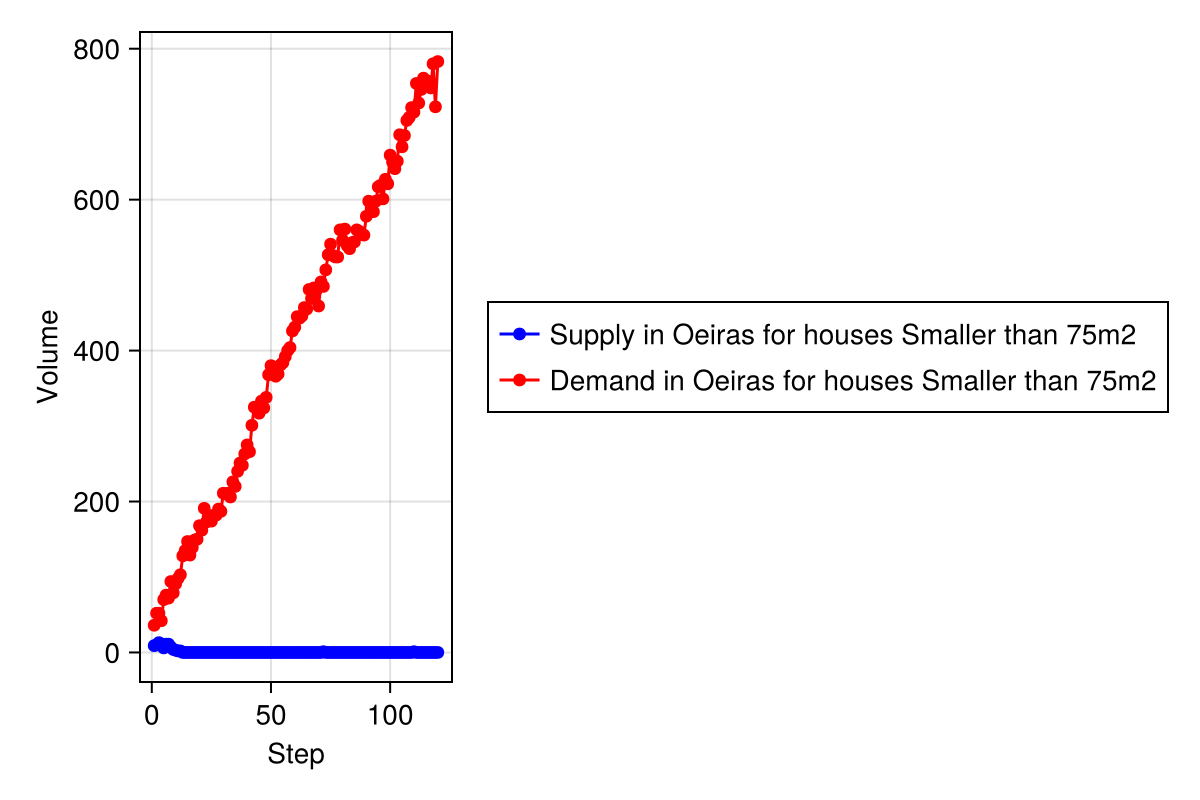 800
600
400
200
0
Volume
0 50 100
Step
Supply in Oeiras for houses Smaller than 75m2
Demand in Oeiras for houses Smaller than 75m2